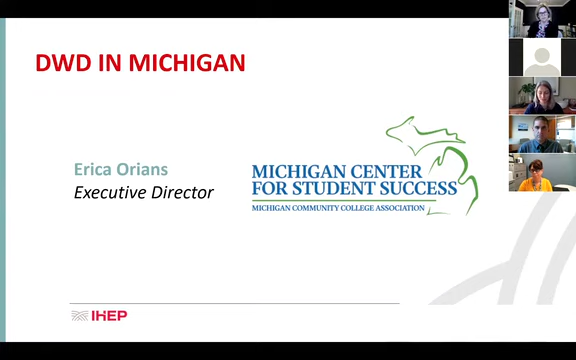 DWD IN MICHIGAN
Erica Orians
Executive Director
MICHIGAN CENTER
FOR STUDENT SUCCESS
MICHIGAN COMMUNITY COLLEGE ASSOCIATION
IHEP